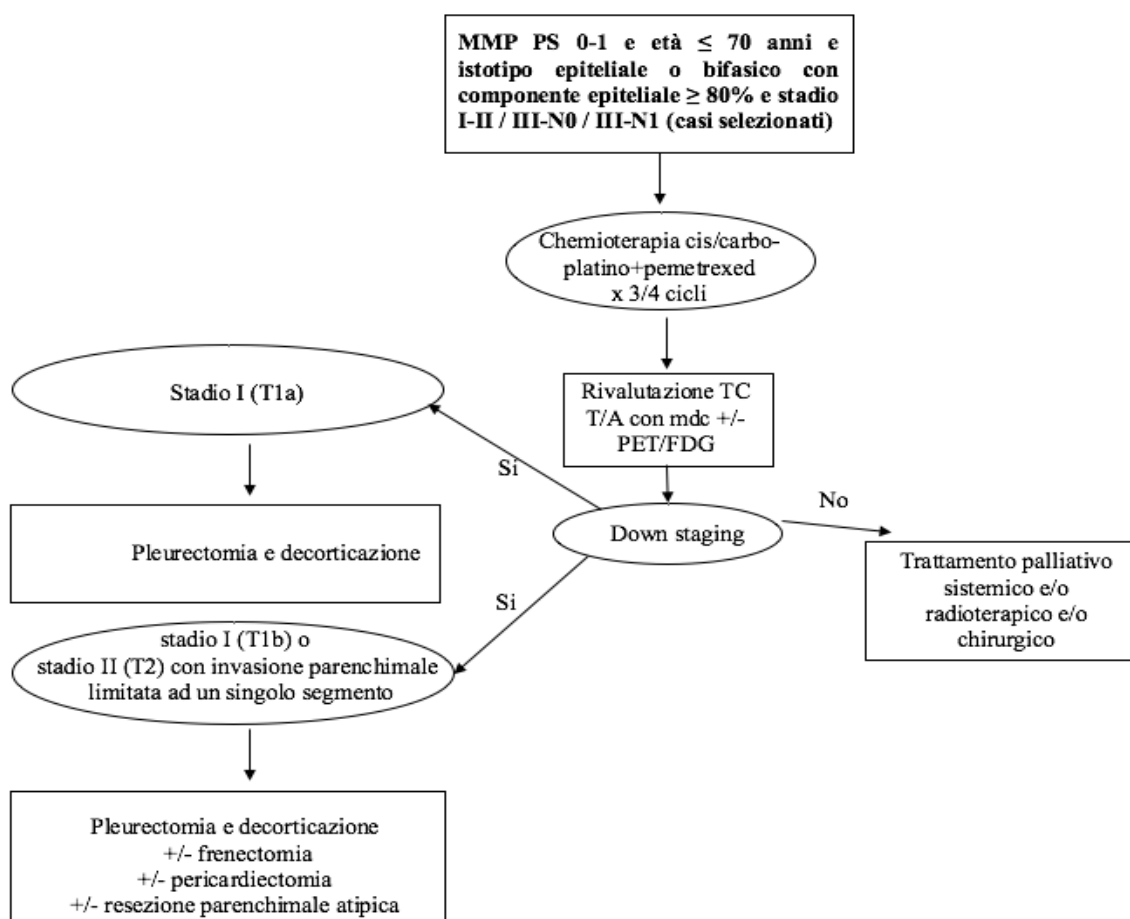 MMP PS 0-1 e età ≤ 70 anni e
istotipo epiteliale o bifasico con
componente epiteliale ≥ 80% e stadio
I-II / III-N0 / III-N1 (casi selezionati)
Chemioterapia cis/carbo-
platino+pemetrexed
x 3/4 cicli
Rivalutazione TC
T/A con mdc +/-
PET/FDG
Stadio I (T1a)
Si
No
Down staging
Pleurectomia e decorticazione
Trattamento palliativo
sistemico e/o
radioterapico e/o
chirurgico
Si
stadio I (T1b) o
stadio II (T2) con invasione parenchimale
limitata ad un singolo segmento
Pleurectomia e decorticazione
+/- frenectomia
+/- pericardiectomia
+/- resezione parenchimale atipica